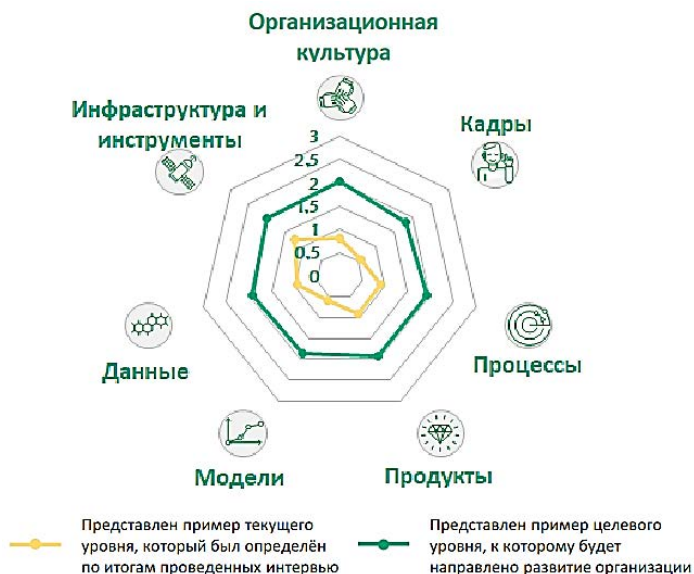 Организационная
культура
Инфраструктура и
инструменты
Кадры
3
2,5
2
1,5
1
0,5
0
Данные
Процессы
Модели
Продукты
Представлен пример текущего
уровня, который был определён
по итогам проведенных интервью
Представлен пример целевого
уровня, к которому будет
направлено развитие организации